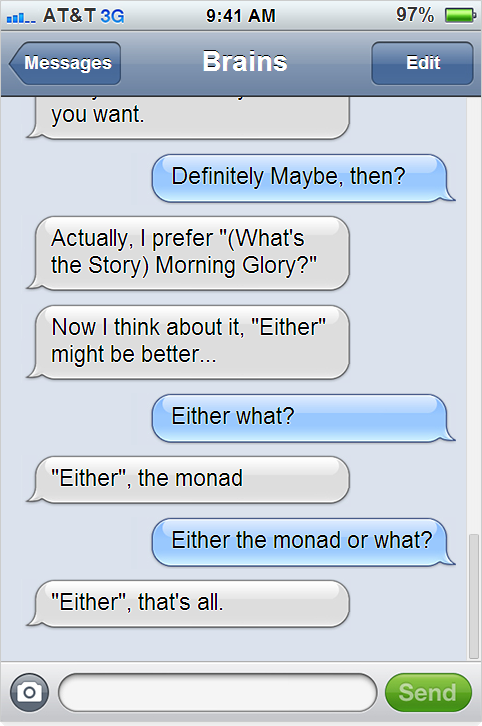 AT&T 3G 9:41 AM 97%
Messages Brains Edit
you want.
Definitely Maybe, then?
Actually, I prefer "(What's
the Story) Morning Glory?"
Now I think about it, "Either"
might be better...
Either what?
"Either", the monad
Either the monad or what?
"Either", that's all.
Send